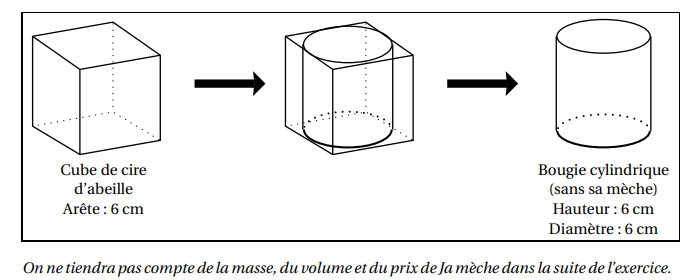 Cube de cire
d'abeille
Arête : 6 cm
Bougie cylindrique
(sans sa mèche)
Hauteur : 6 cm
Diamètre : 6 cm
On ne tiendra pas compte de la masse, du volume et du prix de Ja mèche dans la suite de l'exercice.